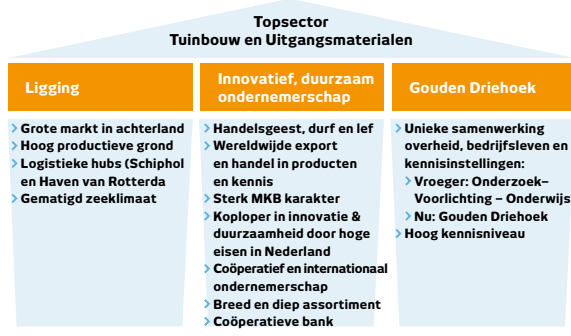 Topsector
Tuinbouw en Uitgangsmaterialen
Ligging
> Grote markt in achterland
> Hoog productieve grond
> Logistieke hubs (Schiphol
en Haven van Rotterda
> Gematigd zeeklimaat
Innovatief, duurzaam
ondernemerschap
> Handelsgeest, durf en lef
> Wereldwijde export
en handel in producten
en kennis
> Sterk MKB karakter
> Koploper in innovatie &
duurzaamheid door hoge
eisen in Nederland
> Coöperatief en internationaal
ondernemerschap
> Breed en diep assortiment
> Coöperatieve bank
Gouden Driehoek
> Unieke samenwerking
overheid, bedrijfsleven en
kennisinstellingen:
> Vroeger: Onderzoek–
Voorlichting – Onderwijs
> Nu: Gouden Driehoek
> Hoog kennisniveau